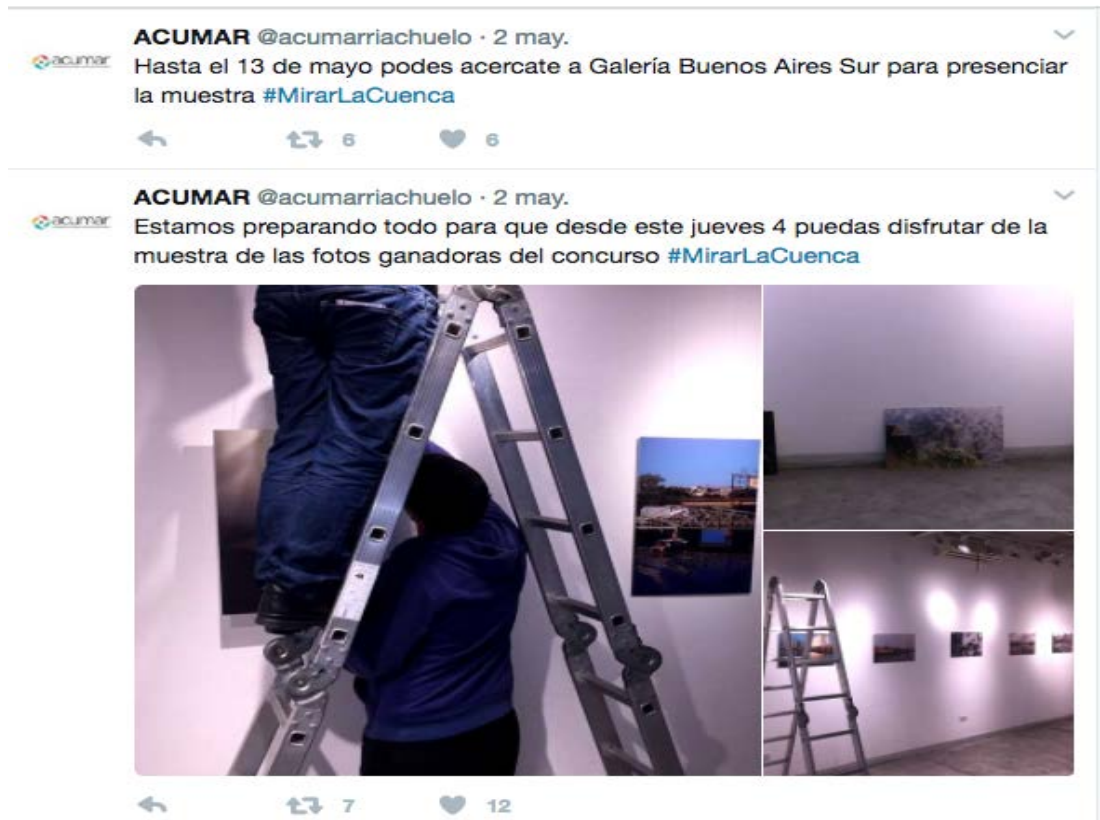 ACUMAR @acumarriachuelo · 2 may.
acumar
Hasta el 13 de mayo podes acercate a Galería Buenos Aires Sur para presenciar
la muestra #MirarLaCuenca
6
6
ACUMAR @acumarriachuelo · 2 may.
acumar
Estamos preparando todo para que desde este jueves 4 puedas disfrutar de la
muestra de las fotos ganadoras del concurso #MirarLaCuenca
7
12